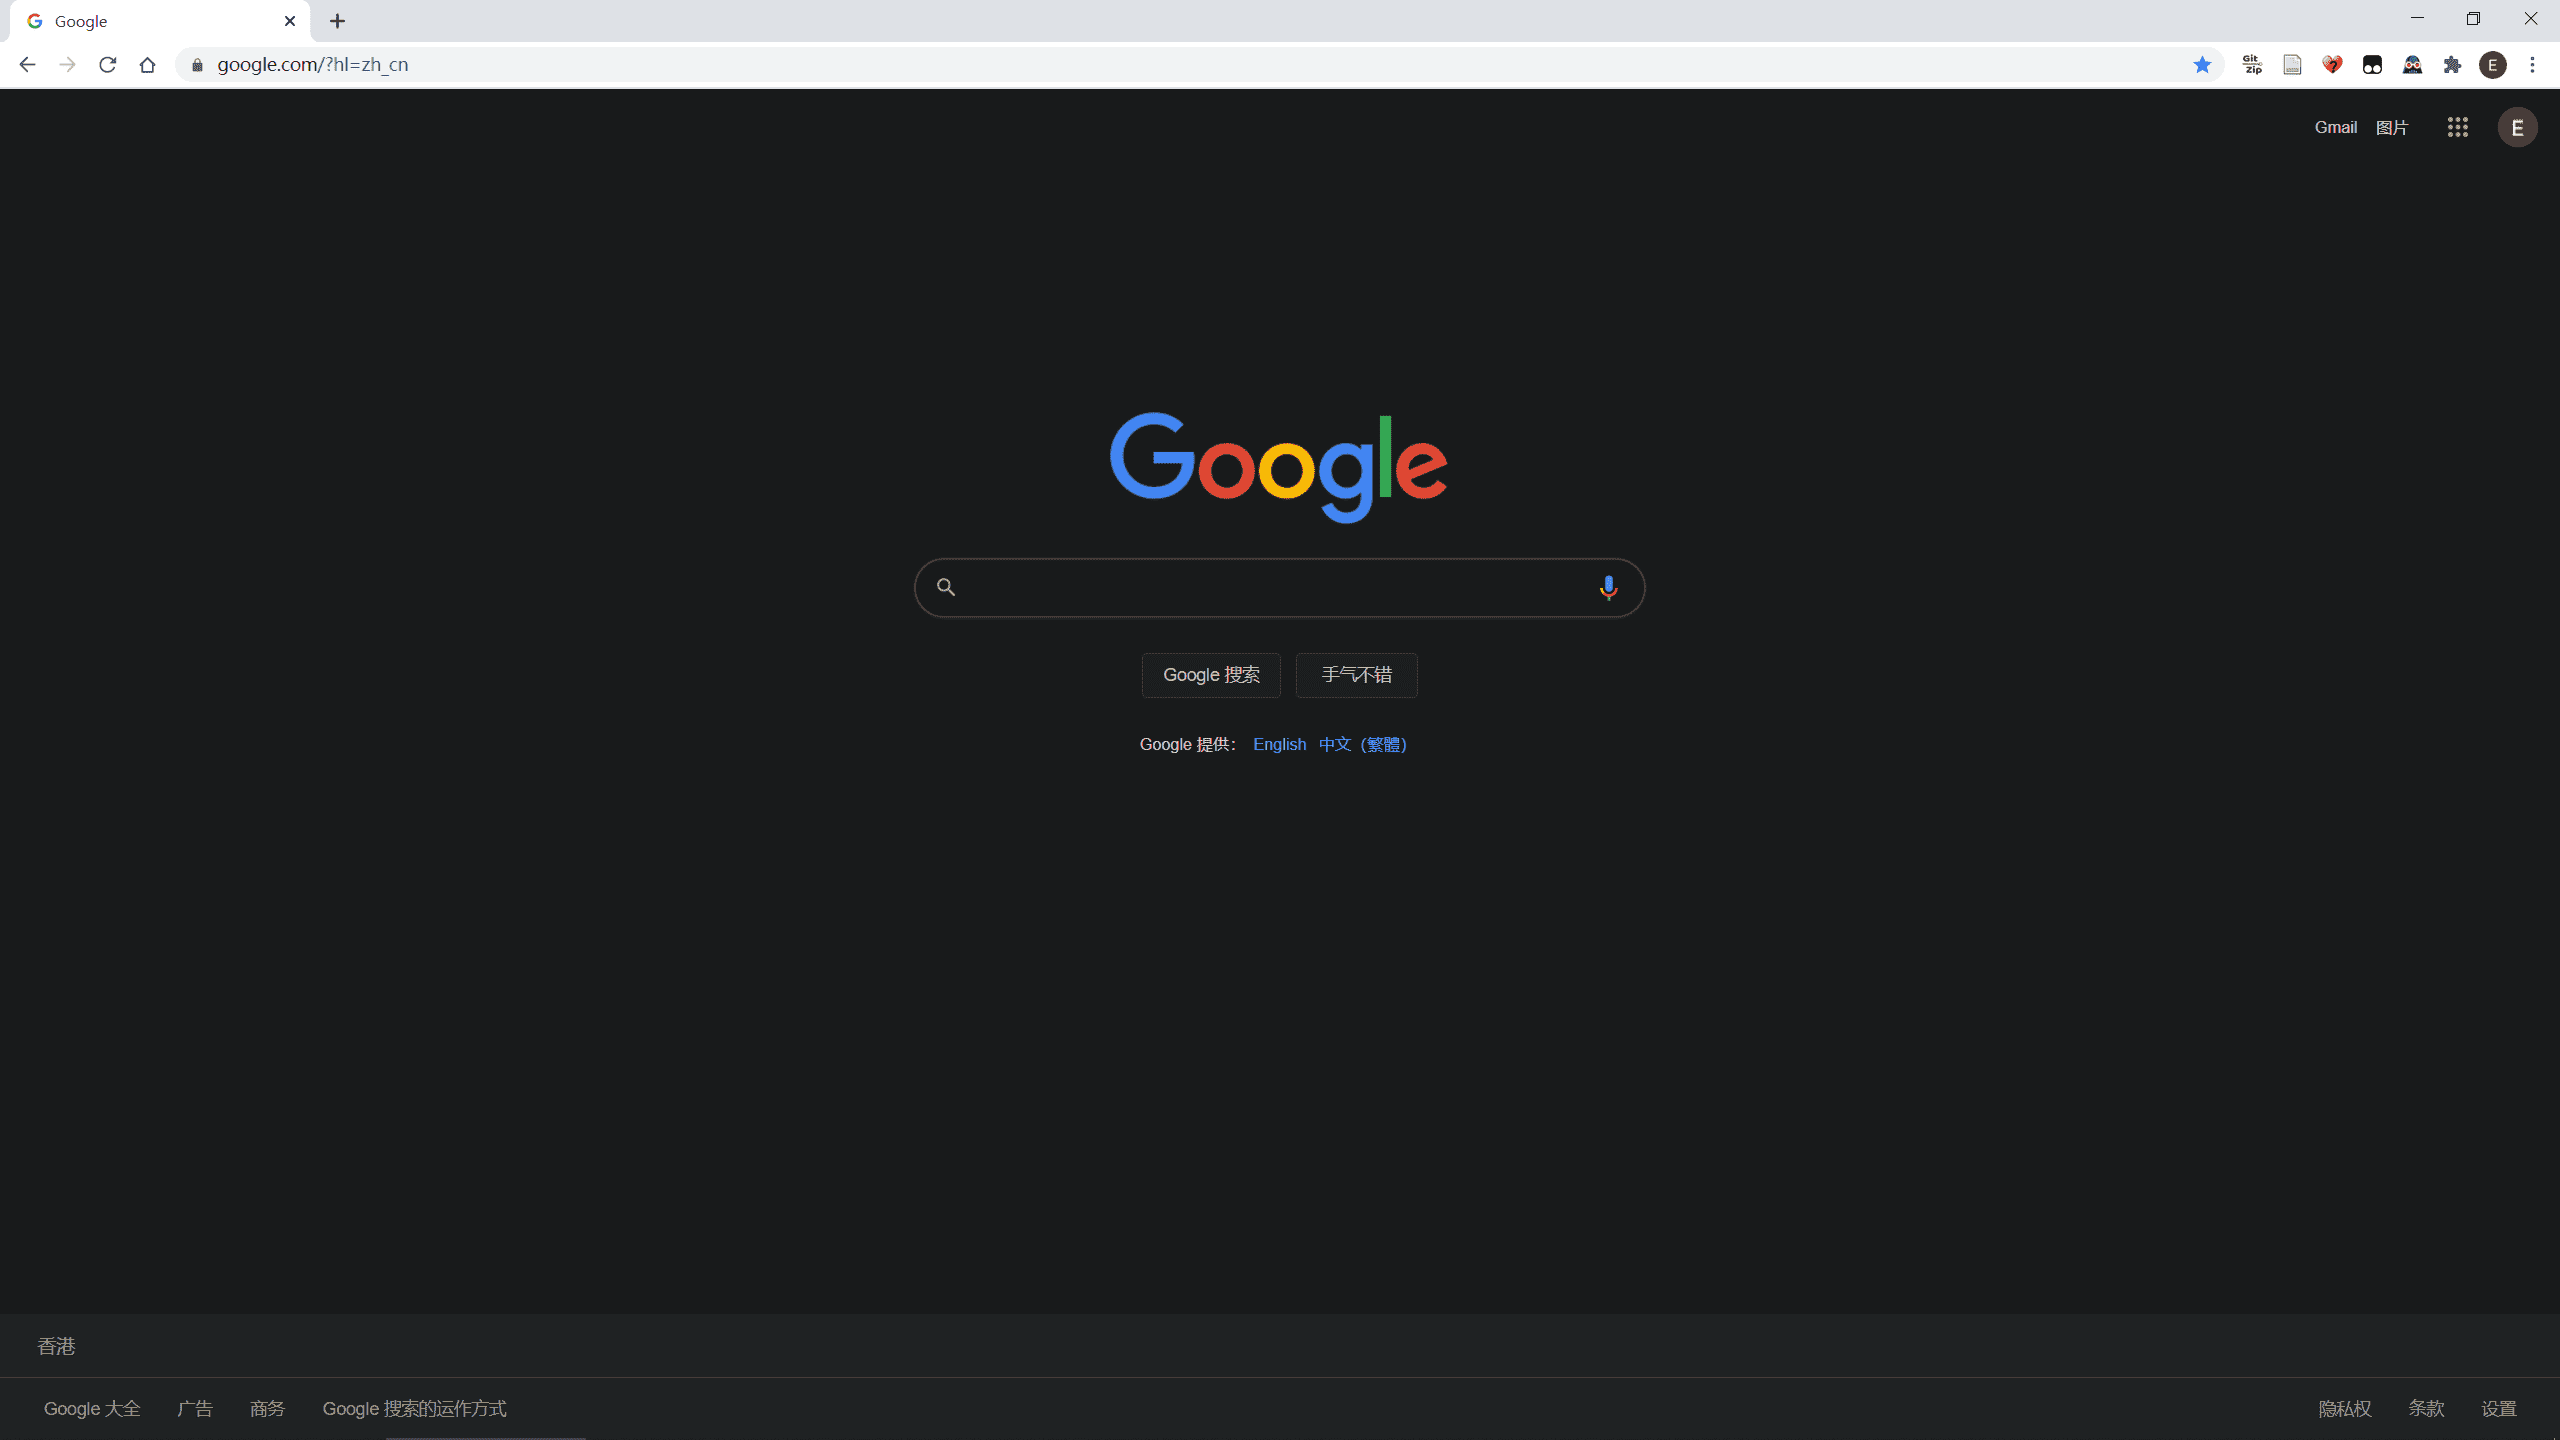 Google
google.com/?hl=zh_cn
Git Zip
E
Gmail 图片 E
Google
Google 搜索 手气不错
Google 提供： English 中文（繁體）
香港
Google 大全 广告 商务 Google 搜索的运作方式 隐私权 条款 设置